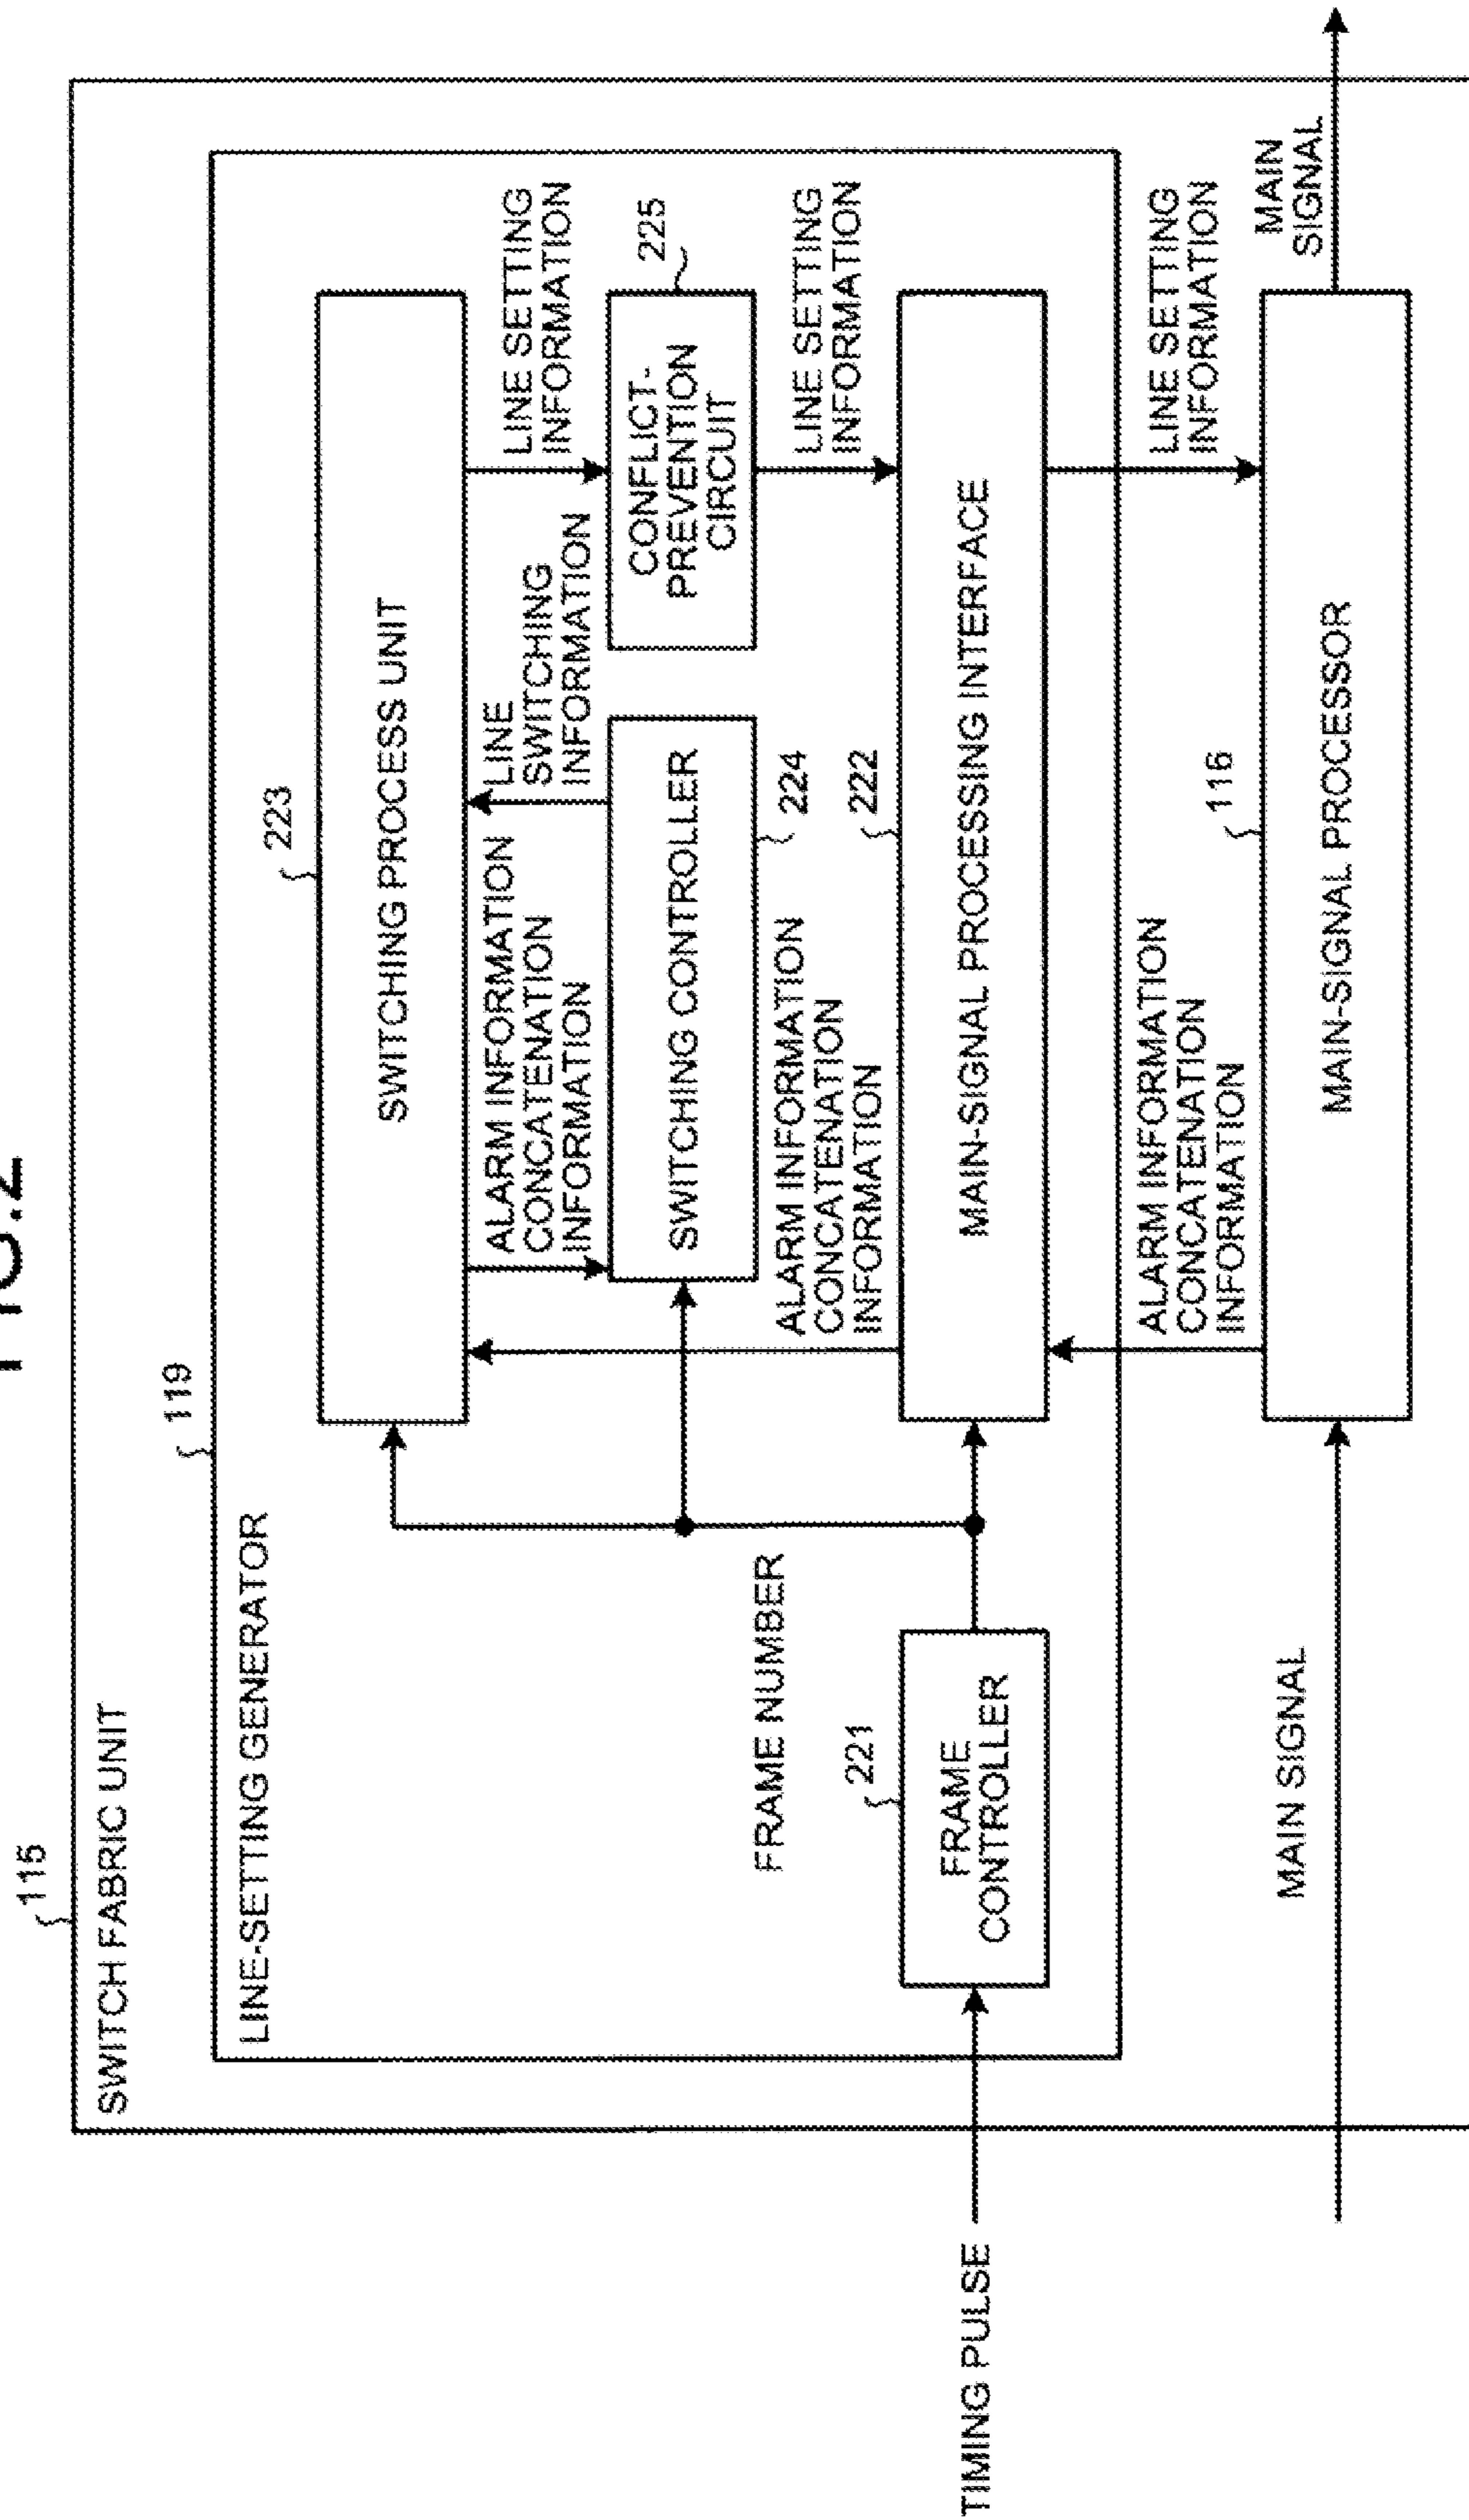 FIG.2
115
SWITCH FABRIC UNIT
119
LINE-SETTING GENERATOR
223
SWITCHING PROCESS UNIT
ALARM INFORMATION
CONCATENATION
INFORMATION
LINE
SWITCHING
INFORMATION
LINE SETTING
INFORMATION
SWITCHING CONTROLLER
224
CONFLICT-
PREVENTION
CIRCUIT
225
FRAME NUMBER
ALARM INFORMATION
CONCATENATION
INFORMATION
222
LINE SETTING
INFORMATION
TIMING PULSE
221
FRAME
CONTROLLER
MAIN-SIGNAL PROCESSING INTERFACE
ALARM INFORMATION
CONCATENATION
INFORMATION
116
LINE SETTING
INFORMATION
MAIN SIGNAL
MAIN-SIGNAL PROCESSOR
MAIN
SIGNAL